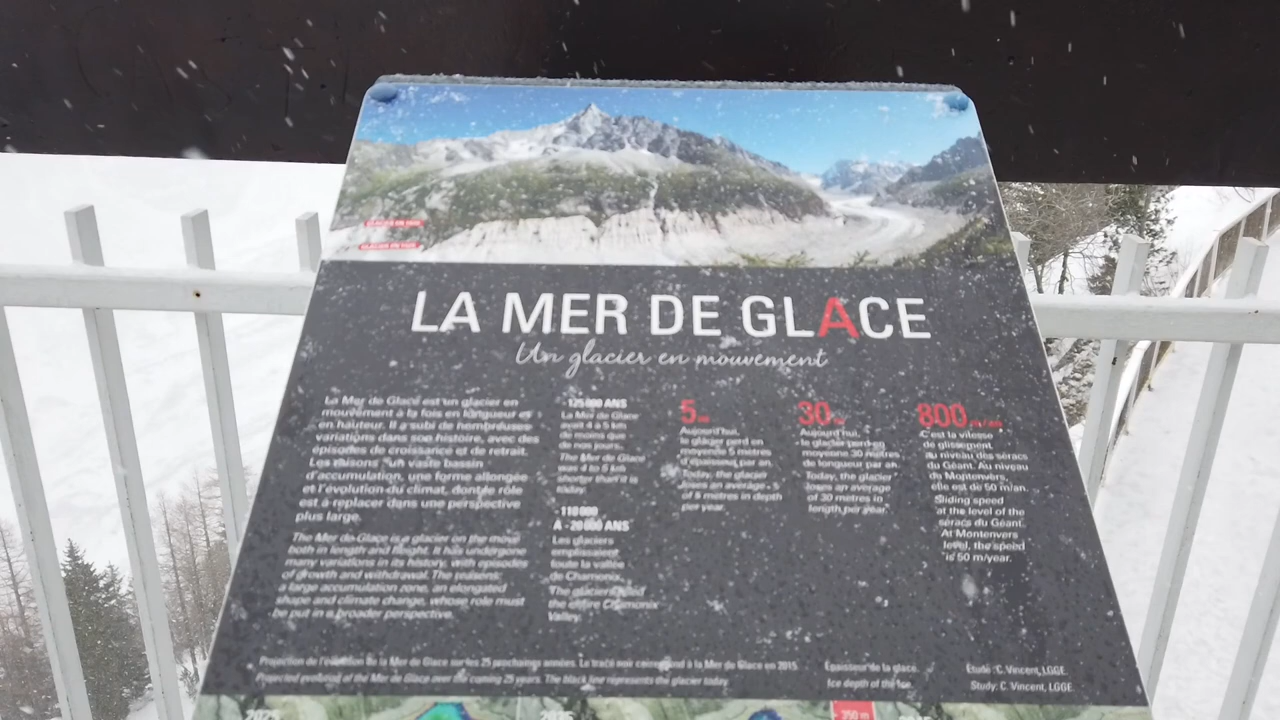 LA MER DE GLACE
Un glacier en mouvement
La Mer de Glace est un glacier en
mouvement à la fois en longueur et
en hauteur. Il a subi de nombreuses
variations dans son histoire, avec des
épisodes de croissance et de retrait.
Les raisons : un vaste bassin
d'accumulation, une forme allongée
et l'évolution du climat, dont le rôle
est à replacer dans une perspective
plus large.
The Mer de Glace is a glacier on the move
both in length and height. It has undergone
many variations in its history, with episodes
of growth and withdrawal. The reasons:
a large accumulation zone, an elongated
shape and climate change, whose role must
be put in a broader perspective.
- 125 000 ANS
La Mer de Glace
avait 4 à 5 km
de moins que
de nos jours.
The Mer de Glace
was 4 to 5 km
shorter than it is
today.
- 110 000
À - 20 000 ANS
Les glaciers
emplissaient
toute la vallée
de Chamonix.
The glaciers filled
the entire Chamonix
Valley.
5 m
Aujourd'hui,
le glacier perd en
moyenne 5 mètres
d'épaisseur par an.
Today, the glacier
loses an average
of 5 metres in depth
per year.
30 m
Aujourd'hui,
le glacier perd en
moyenne 30 mètres
de longueur par an.
Today, the glacier
loses an average
of 30 metres in
length per year.
800 m/an
C'est la vitesse
de glissement
au niveau des séracs
du Géant. Au niveau
du Montenvers,
elle est de 50 m/an.
Sliding speed
at the level of the
séracs du Géant.
At Montenvers
level, the speed
is 50 m/year.
Projection de l'évolution de la Mer de Glace sur les 25 prochaines années. Le tracé noir correspond à la Mer de Glace en 2015.
Projected evolution of the Mer de Glace over the coming 25 years. The black line represents the glacier today.
Épaisseur de la glace.
Ice depth of the Ice.
Étude : C. Vincent, LGGE.
Study: C. Vincent, LGGE.
350 m